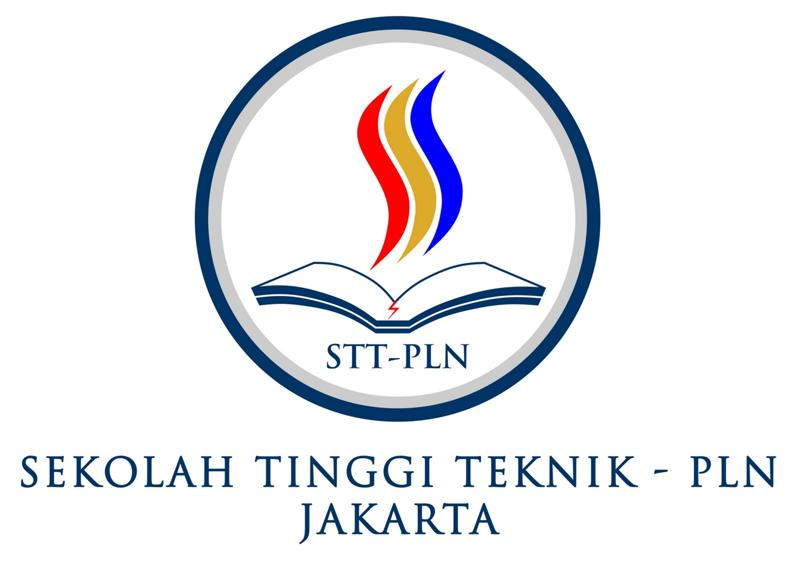 STT-PLN
SEKOLAH TINGGI TEKNIK - PLN
JAKARTA